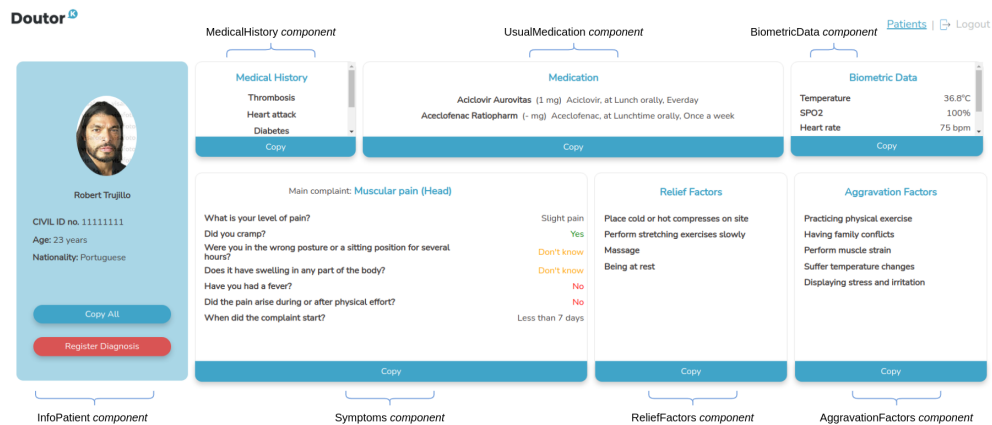 Doutor K
Patients | Logout
MedicalHistory component
UsualMedication component
BiometricData component
Robert Trujillo
CIVIL ID no. 11111111
Age: 23 years
Nationality: Portuguese
Copy All
Register Diagnosis
Medical History
Thrombosis
Heart attack
Diabetes
Copy
Medication
Aciclovir Aurovitas (1 mg) Aciclovir, at Lunch orally, Everday
Aceclofenac Ratiopharm (- mg) Aceclofenac, at Lunchtime orally, Once a week
Copy
Biometric Data
Temperature 36.8ºC
SPO2 100%
Heart rate 75 bpm
Copy
Main complaint: Muscular pain (Head)
What is your level of pain? Slight pain
Did you cramp? Yes
Were you in the wrong posture or a sitting position for several
hours? Don't know
Does it have swelling in any part of the body? Don't know
Have you had a fever? No
Did the pain arise during or after physical effort? No
When did the complaint start? Less than 7 days
Copy
Relief Factors
Place cold or hot compresses on site
Perform stretching exercises slowly
Massage
Being at rest
Copy
Aggravation Factors
Practicing physical exercise
Having family conflicts
Perform muscle strain
Suffer temperature changes
Displaying stress and irritation
Copy
InfoPatient component
Symptoms component
ReliefFactors component
AggravationFactors component